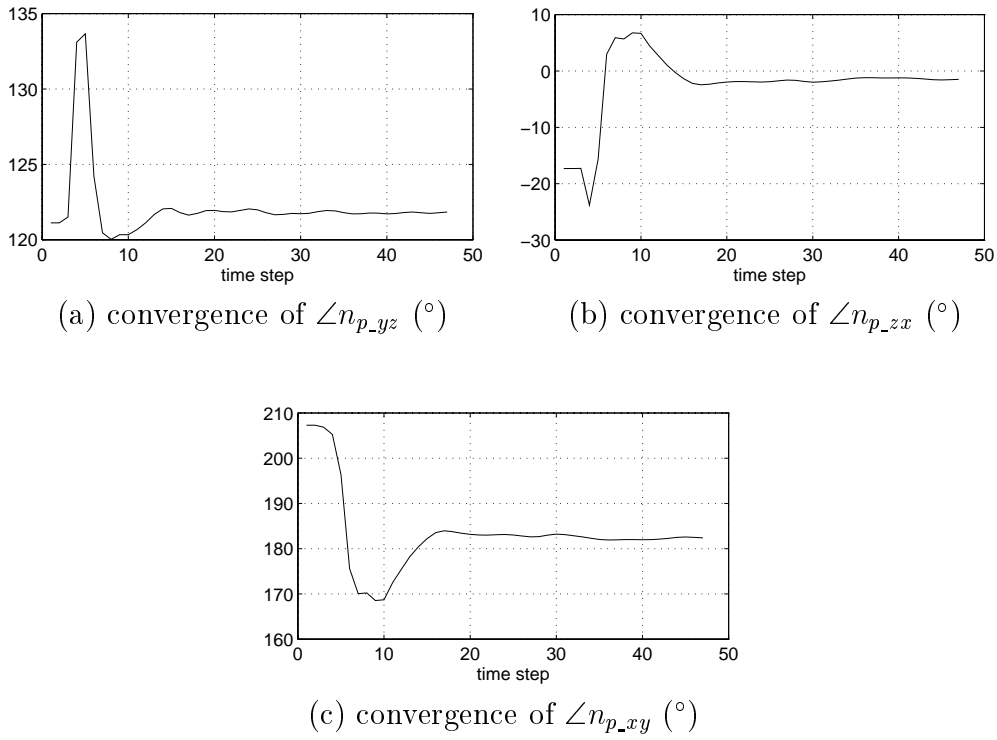 135
130
125
120
0 10 20 30 40 50
time step
(a) convergence of ∠n_{p_yz} (°)
10
0
−10
−20
−30
0 10 20 30 40 50
time step
(b) convergence of ∠n_{p_zx} (°)
210
200
190
180
170
160
0 10 20 30 40 50
time step
(c) convergence of ∠n_{p_xy} (°)